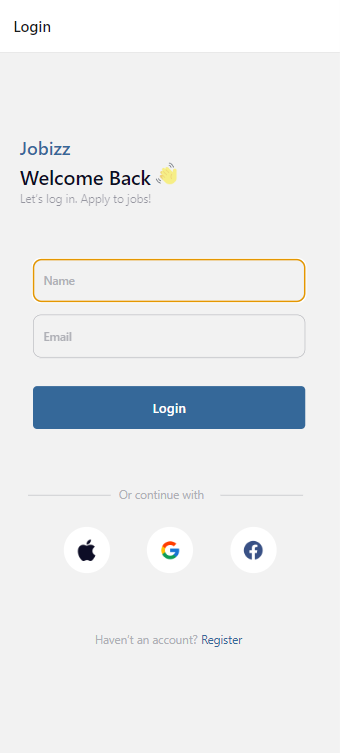 Login
Jobizz
Welcome Back 👋
Let's log in. Apply to jobs!
Name
Email
Login
Or continue with
Haven't an account? Register